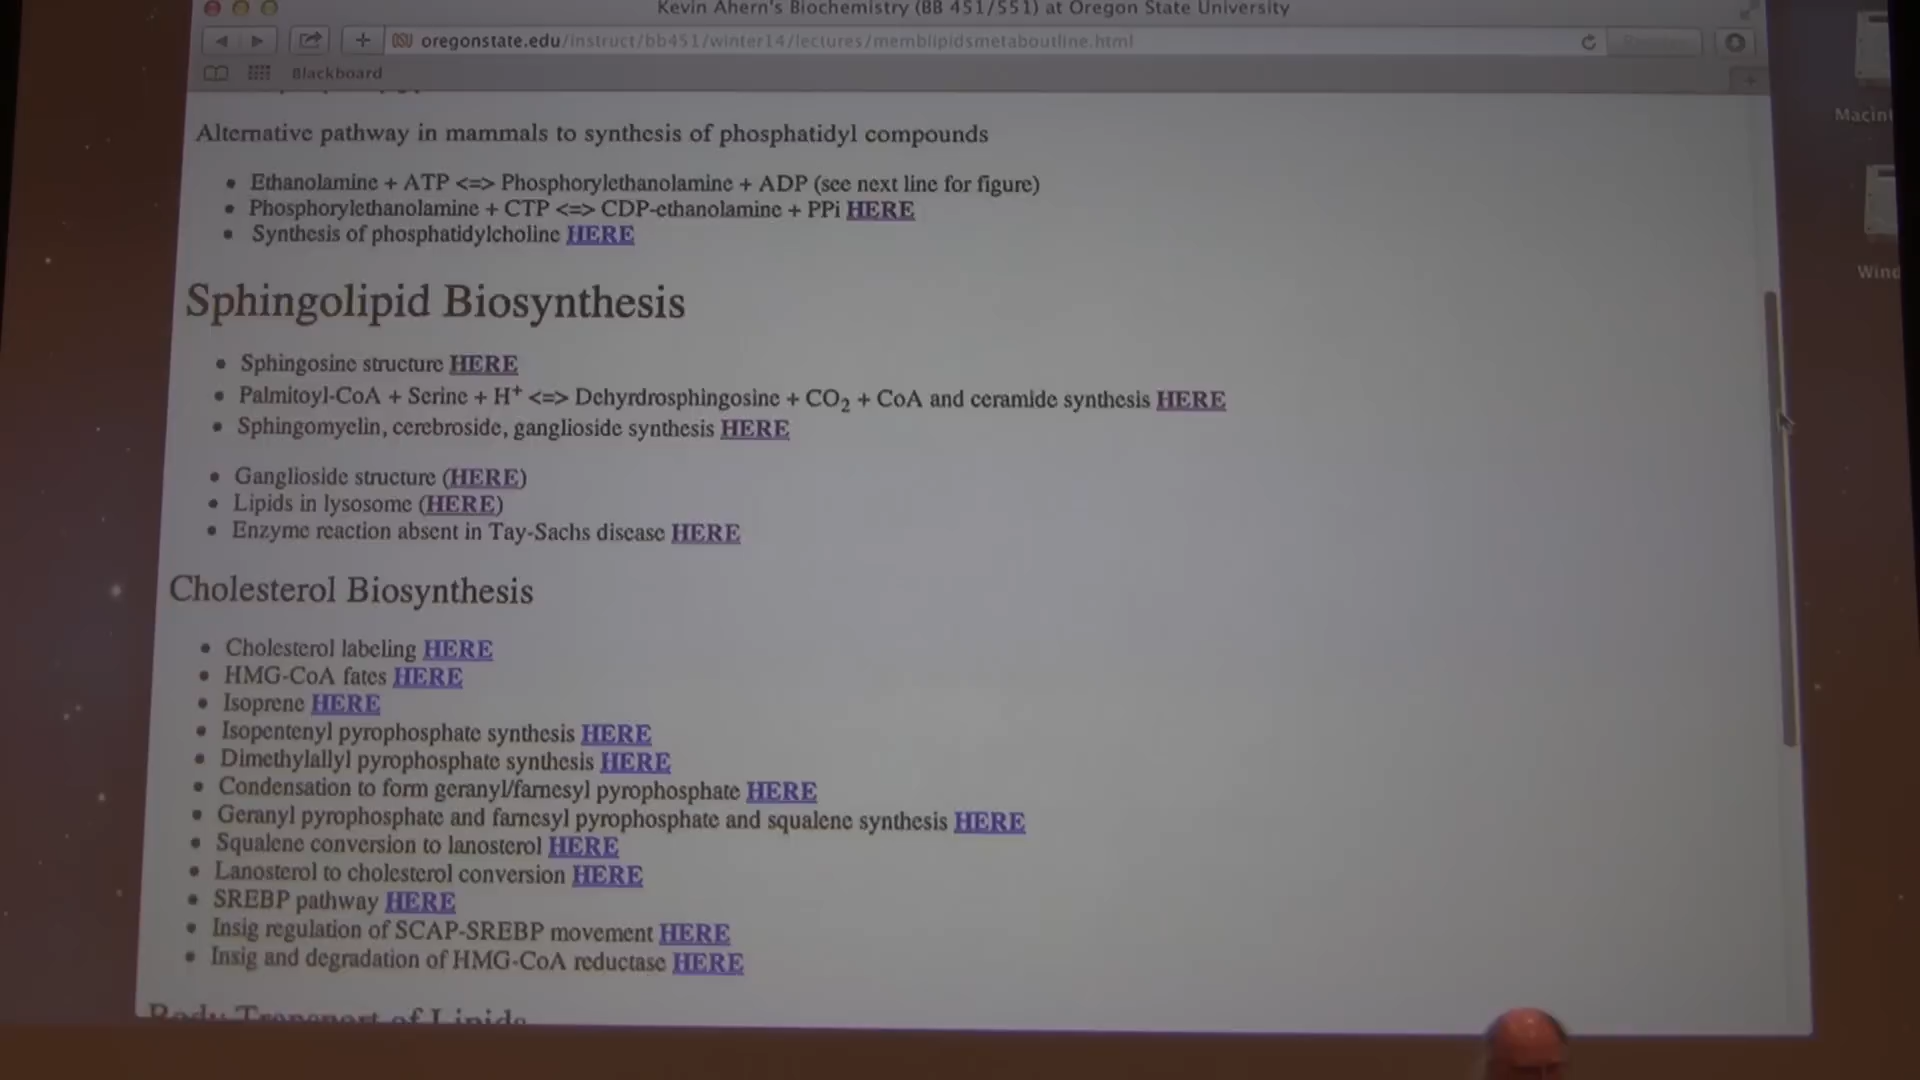 Kevin Ahern's Biochemistry (BB 451/551) at Oregon State University
oregonstate.edu/instruct/bb451/winter14/lectures/memblipidsmetaboutline.html
Blackboard
Alternative pathway in mammals to synthesis of phosphatidyl compounds
Ethanolamine + ATP <=> Phosphorylethanolamine + ADP (see next line for figure)
Phosphorylethanolamine + CTP <=> CDP-ethanolamine + PPi HERE
Synthesis of phosphatidylcholine HERE
Sphingolipid Biosynthesis
Sphingosine structure HERE
Palmitoyl-CoA + Serine + H⁺ <=> Dehyrdrosphingosine + CO₂ + CoA and ceramide synthesis HERE
Sphingomyelin, cerebroside, ganglioside synthesis HERE
Ganglioside structure (HERE)
Lipids in lysosome (HERE)
Enzyme reaction absent in Tay-Sachs disease HERE
Cholesterol Biosynthesis
Cholesterol labeling HERE
HMG-CoA fates HERE
Isoprene HERE
Isopentenyl pyrophosphate synthesis HERE
Dimethylallyl pyrophosphate synthesis HERE
Condensation to form geranyl/farnesyl pyrophosphate HERE
Geranyl pyrophosphate and farnesyl pyrophosphate and squalene synthesis HERE
Squalene conversion to lanosterol HERE
Lanosterol to cholesterol conversion HERE
SREBP pathway HERE
Insig regulation of SCAP-SREBP movement HERE
Insig and degradation of HMG-CoA reductase HERE
Body Transport of Lipids
Macint
Wind